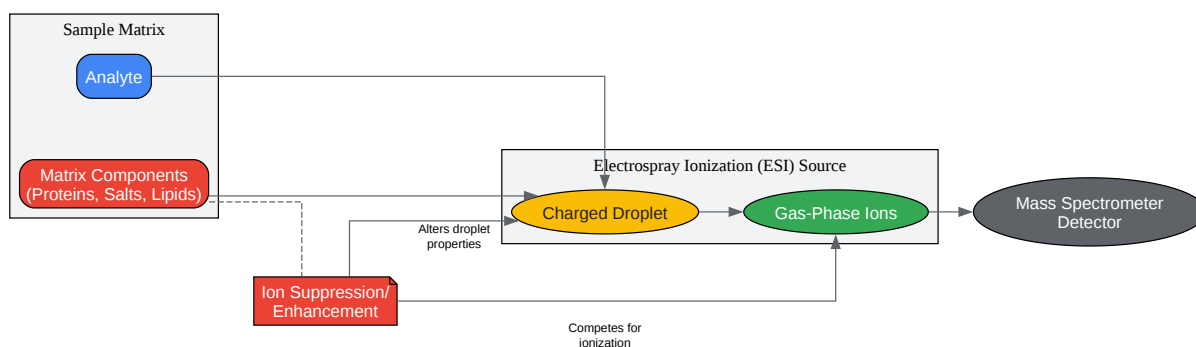 Sample Matrix
Analyte
Matrix Components
(Proteins, Salts, Lipids)
Electrospray Ionization (ESI) Source
Charged Droplet
Gas-Phase Ions
Mass Spectrometer
Detector
Alters droplet
properties
Ion Suppression/
Enhancement
Competes for
ionization